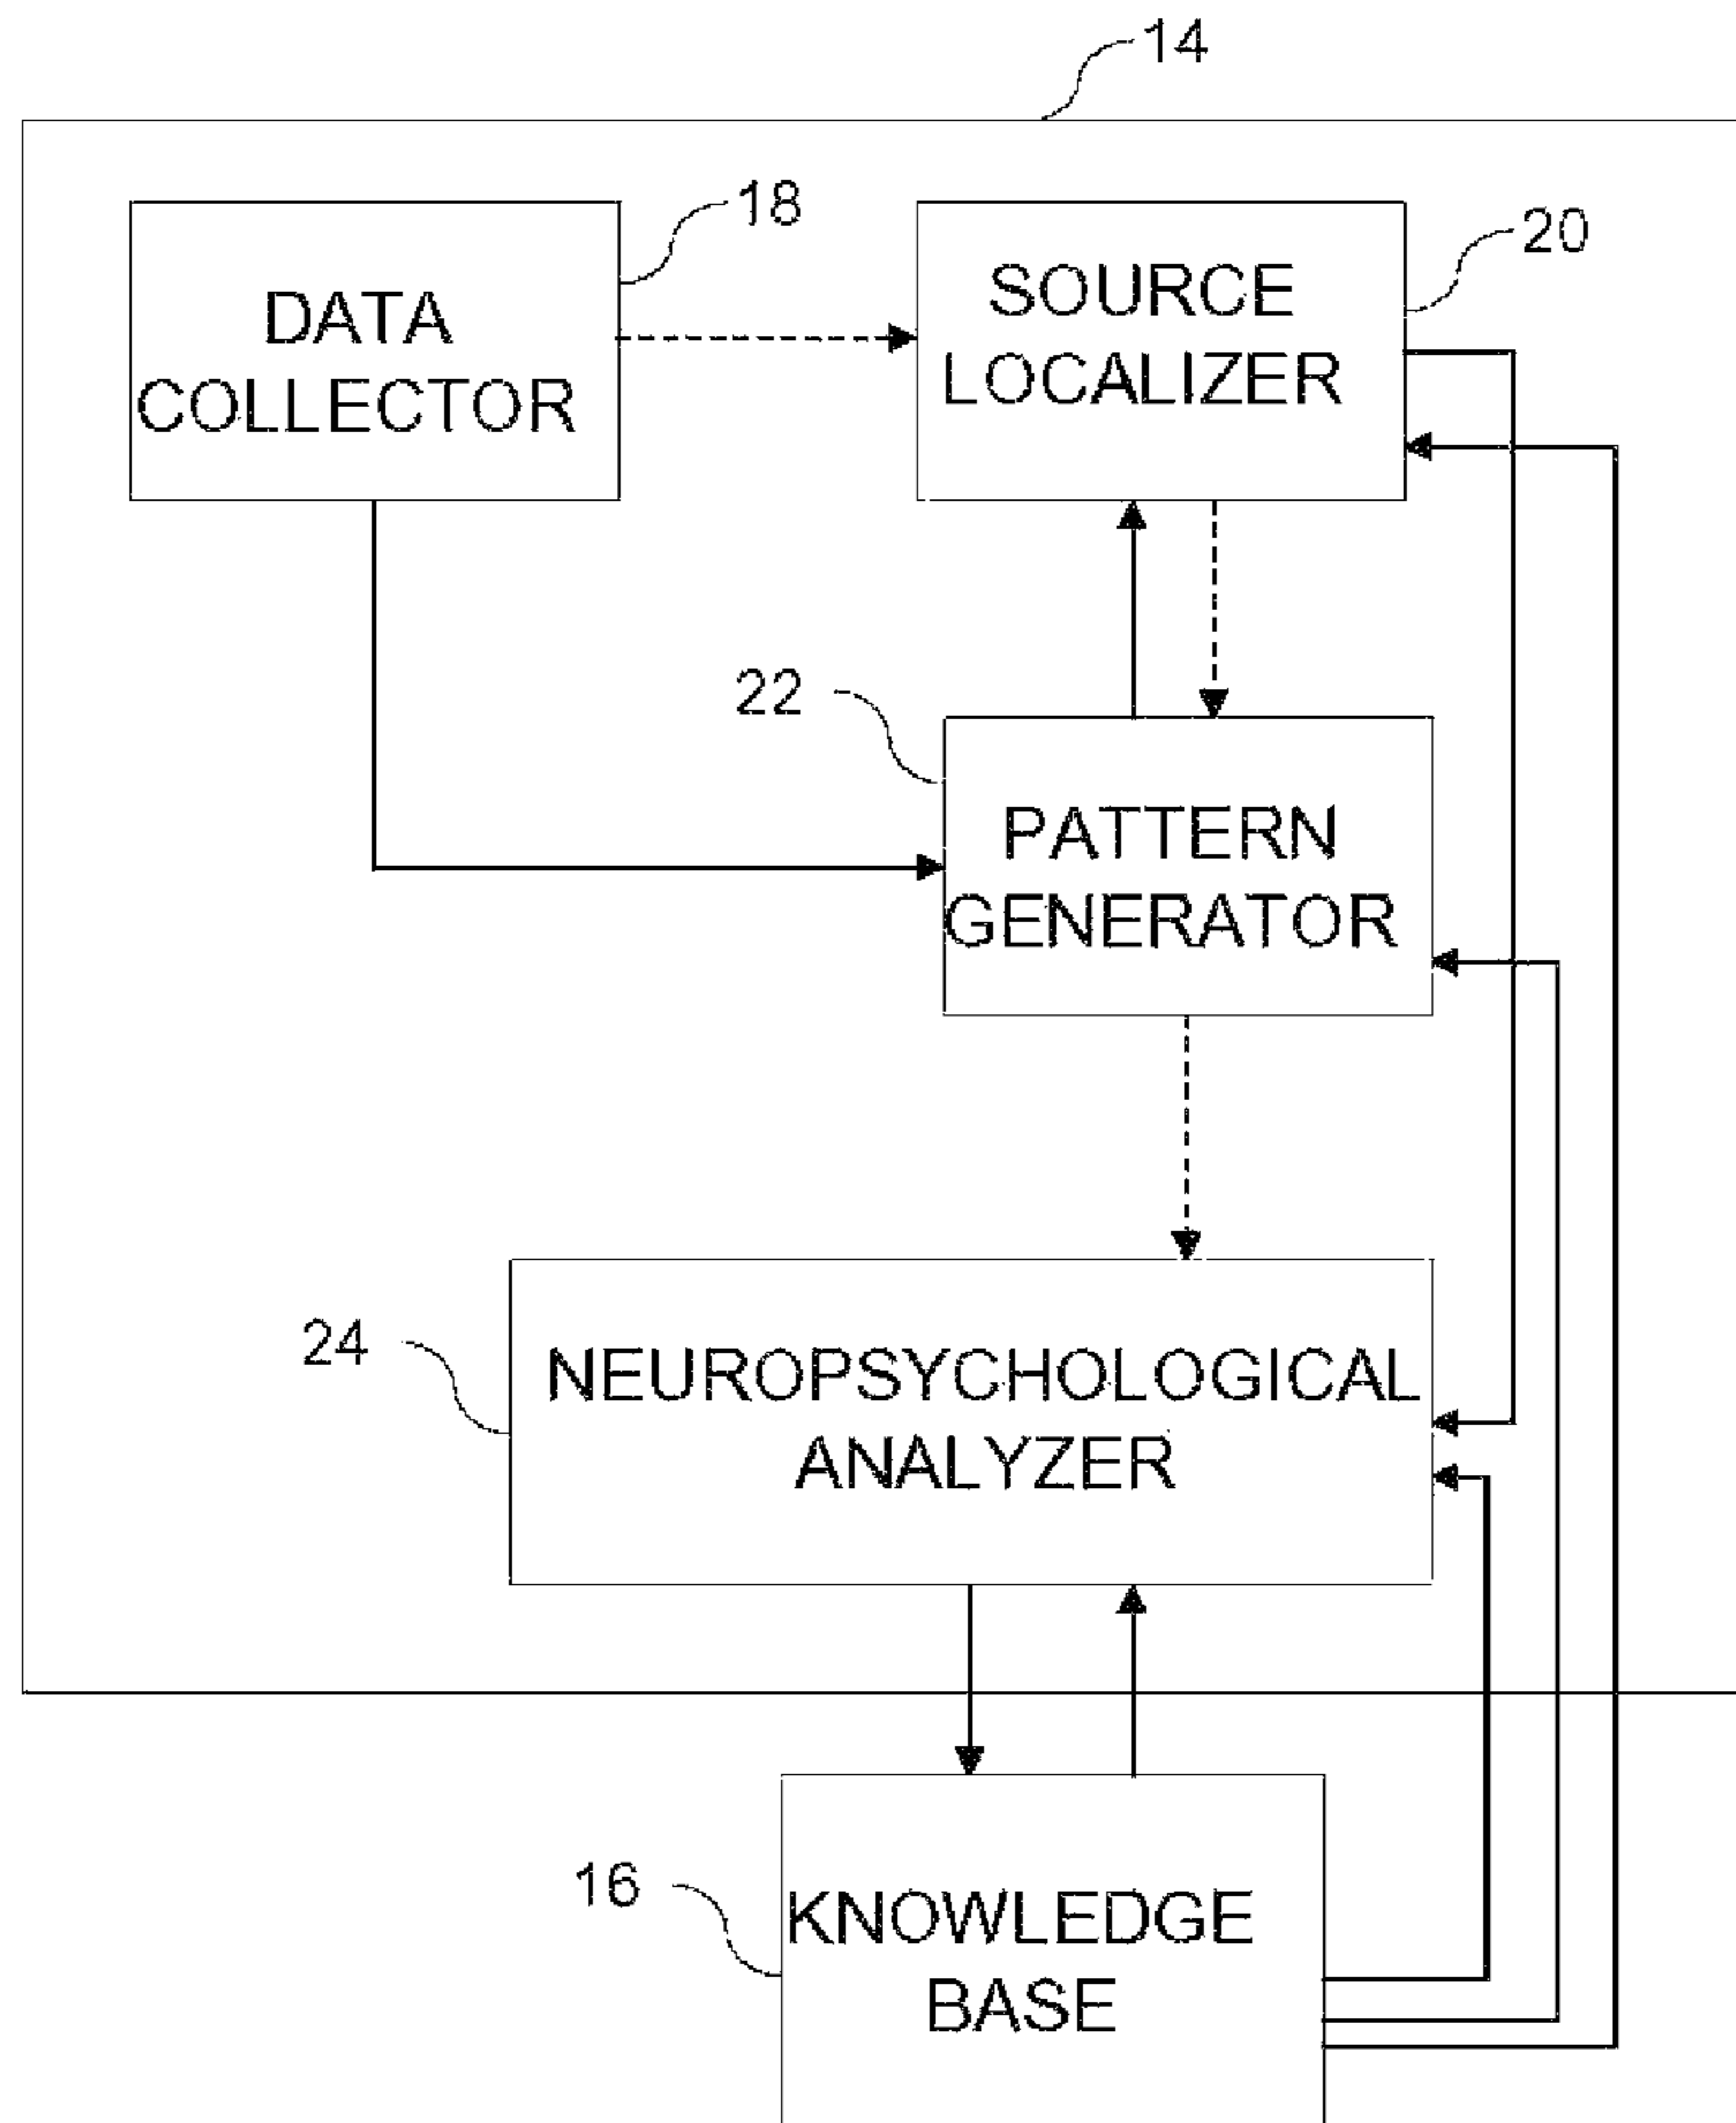 14
18
DATA
COLLECTOR
20
SOURCE
LOCALIZER
22
PATTERN
GENERATOR
24
NEUROPSYCHOLOGICAL
ANALYZER
16
KNOWLEDGE
BASE